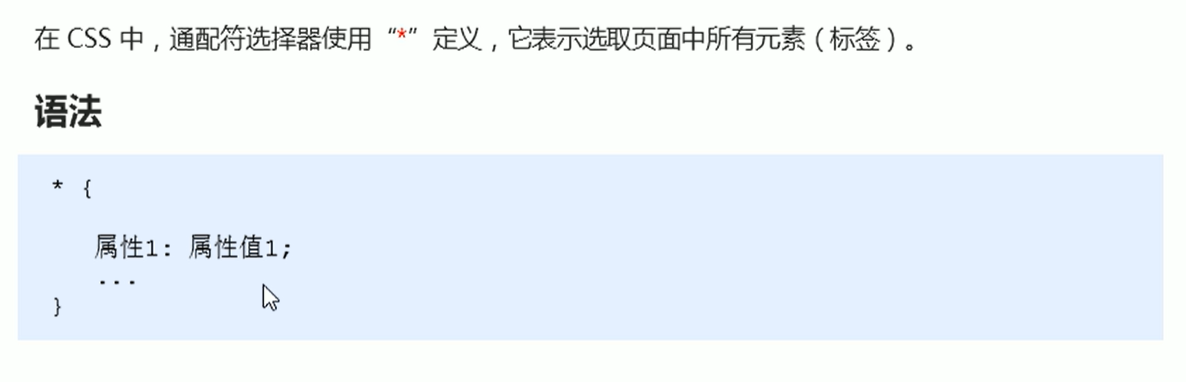 在 CSS 中，通配符选择器使用“*”定义，它表示选取页面中所有元素（标签）。
语法
* {
属性1: 属性值1;
...
}